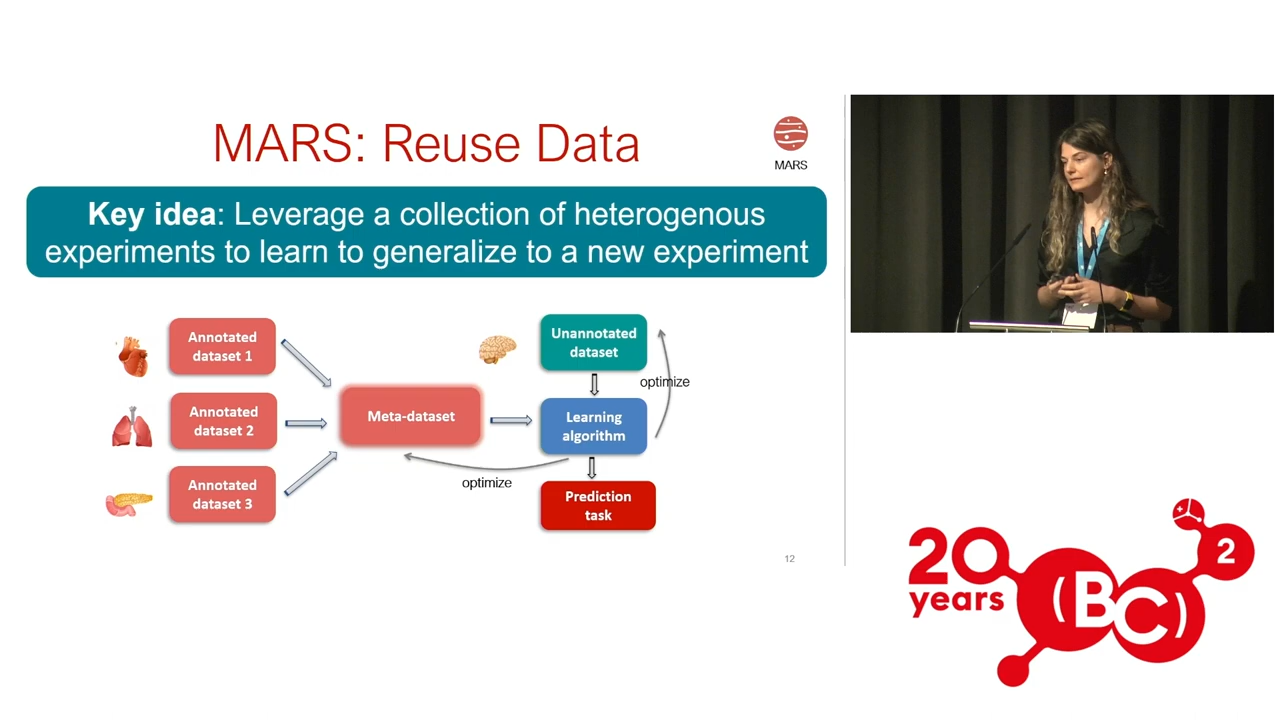 MARS: Reuse Data
MARS
Key idea: Leverage a collection of heterogenous
experiments to learn to generalize to a new experiment
Annotated
dataset 1
Annotated
dataset 2
Annotated
dataset 3
Meta-dataset
Unannotated
dataset
optimize
Learning
algorithm
optimize
Prediction
task
12
20
years
(BC)
2